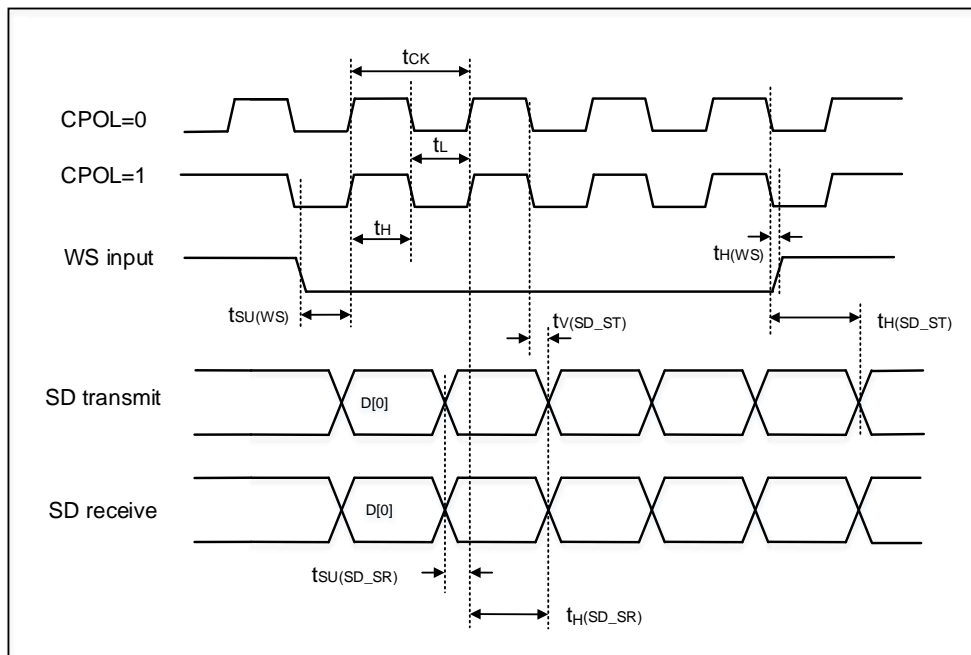 tCK
CPOL=0
tL
CPOL=1
tH
tH(WS)
WS input
tSU(WS)
tV(SD_ST)
tH(SD_ST)
SD transmit
D[0]
SD receive
D[0]
tSU(SD_SR)
tH(SD_SR)